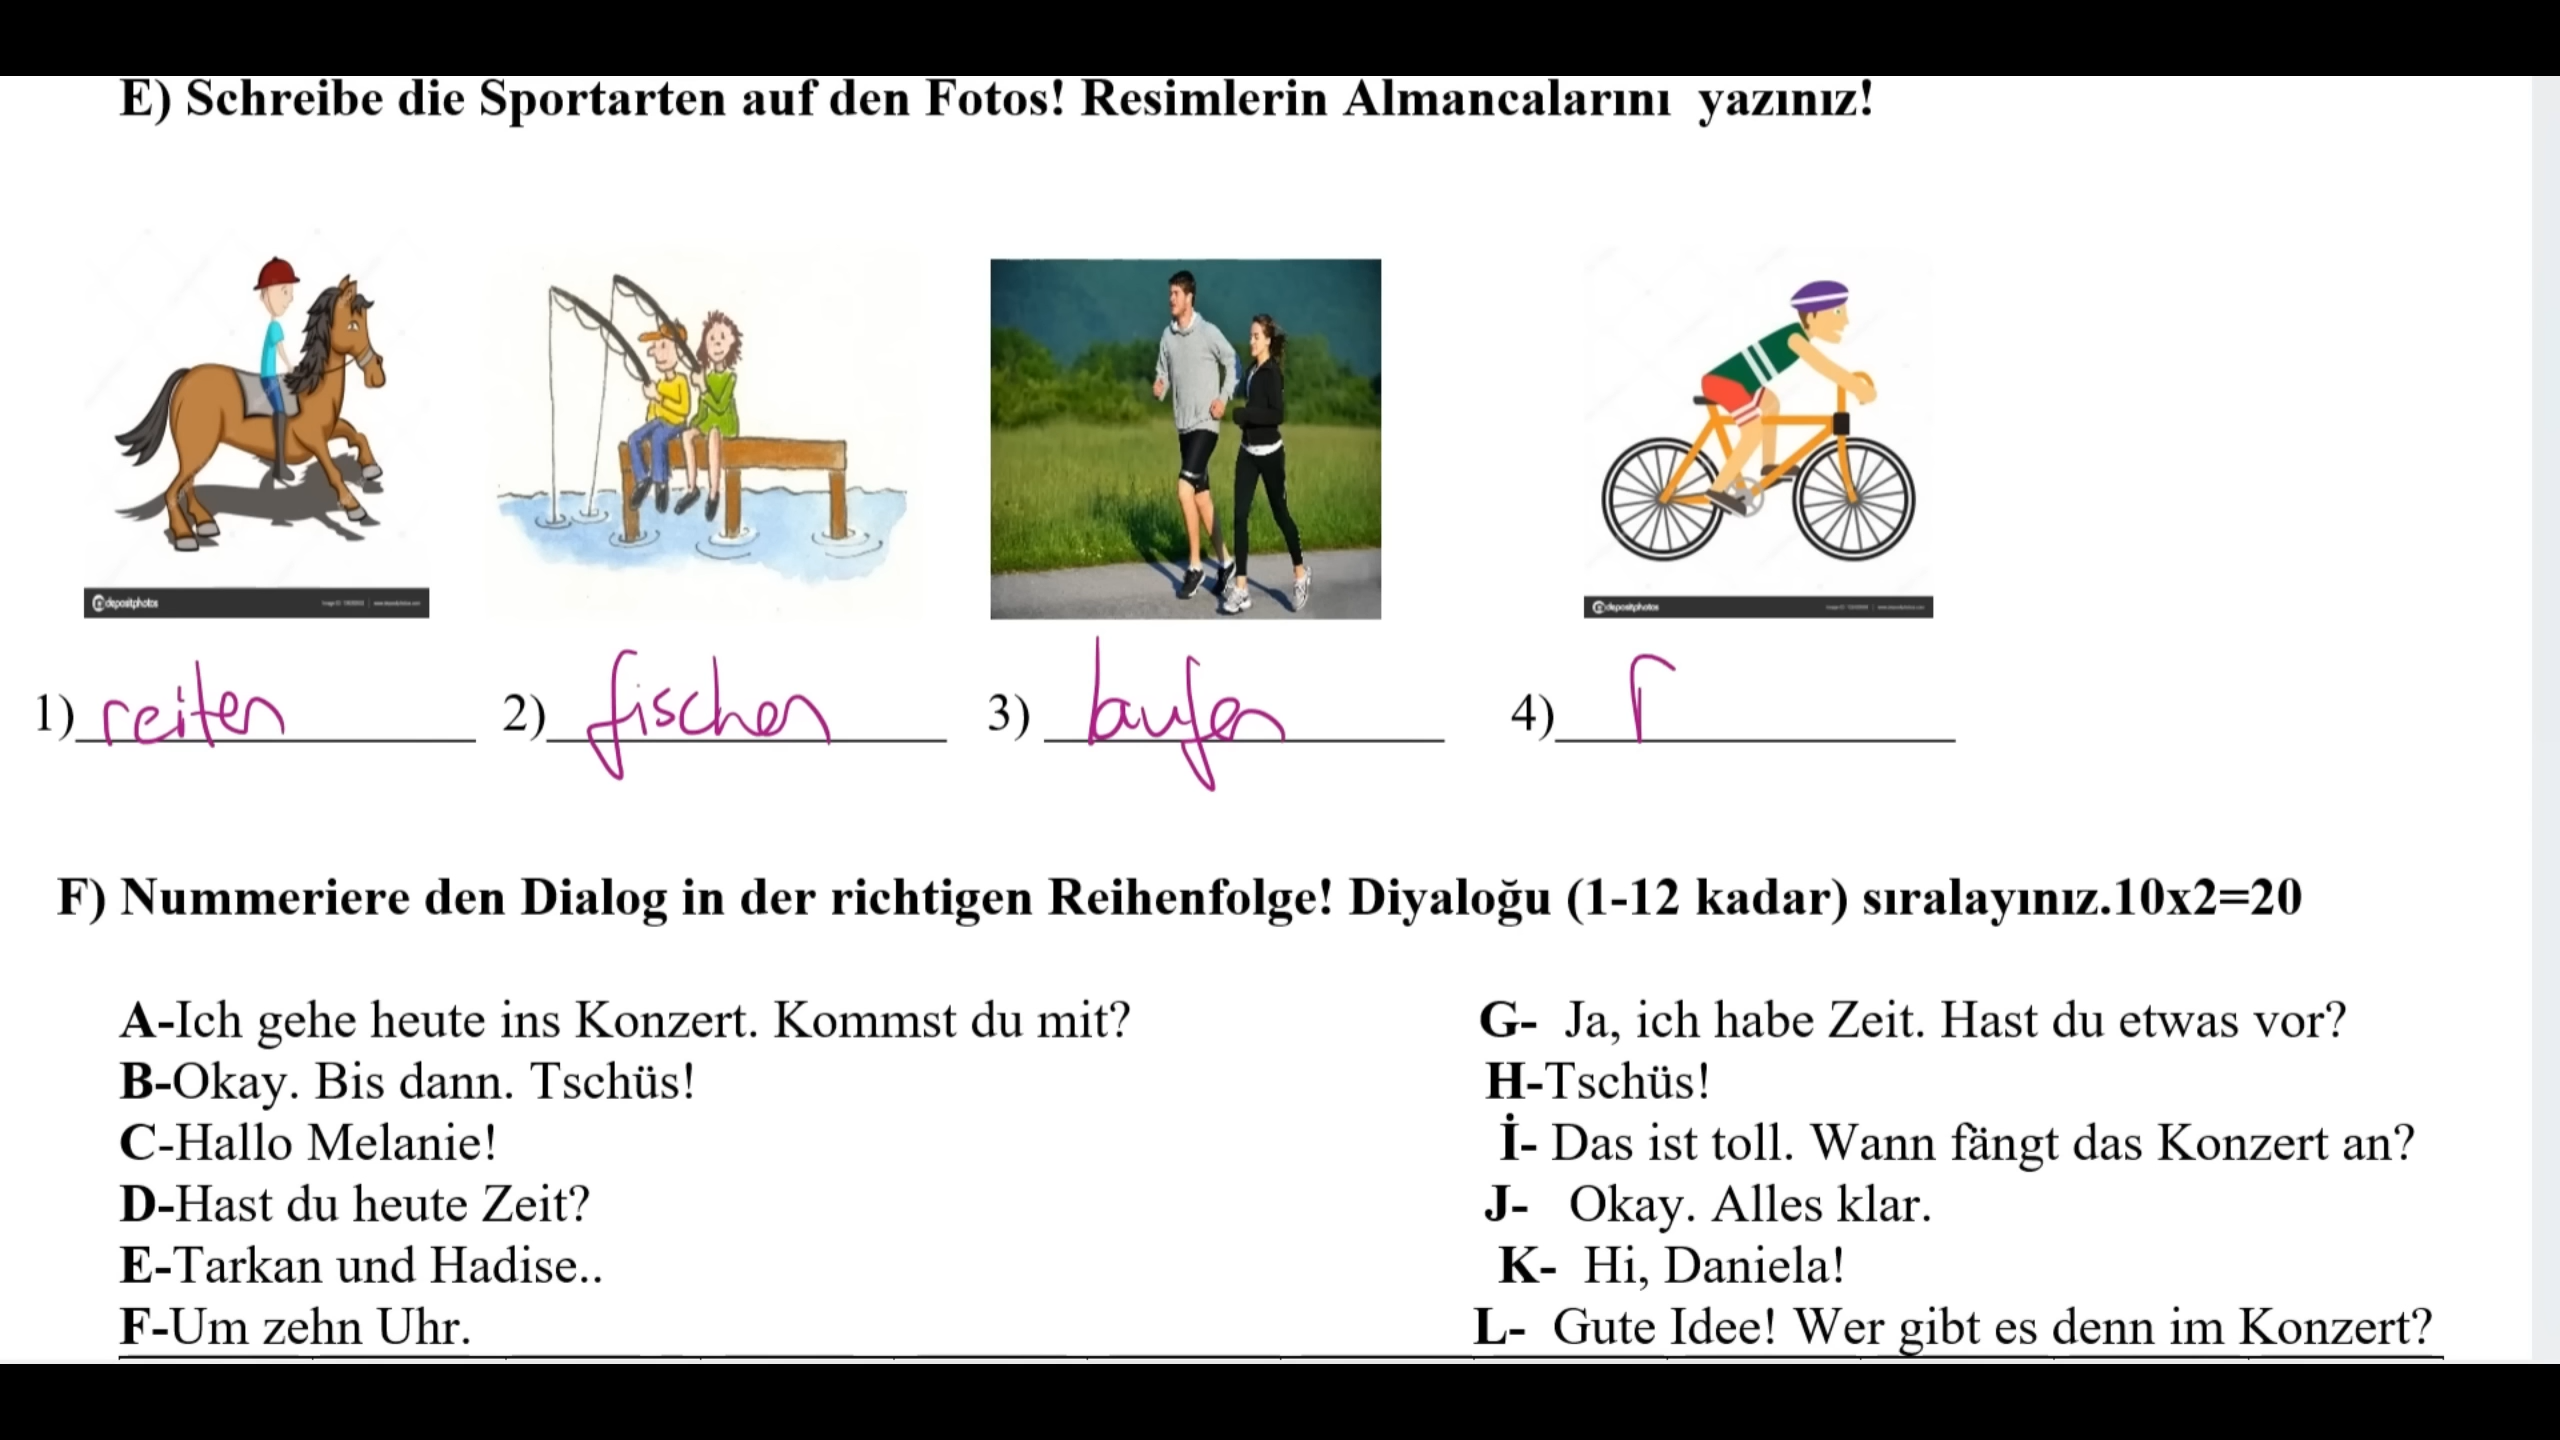 E) Schreibe die Sportarten auf den Fotos! Resimlerin Almancalarını yazınız!
depositphotos
depositphotos
1) reiten 2) fischen 3) laufen 4)
F) Nummeriere den Dialog in der richtigen Reihenfolge! Diyaloğu (1-12 kadar) sıralayınız.10x2=20
A-Ich gehe heute ins Konzert. Kommst du mit?
B-Okay. Bis dann. Tschüs!
C-Hallo Melanie!
D-Hast du heute Zeit?
E-Tarkan und Hadise..
F-Um zehn Uhr.
G- Ja, ich habe Zeit. Hast du etwas vor?
H-Tschüs!
İ- Das ist toll. Wann fängt das Konzert an?
J- Okay. Alles klar.
K- Hi, Daniela!
L- Gute Idee! Wer gibt es denn im Konzert?